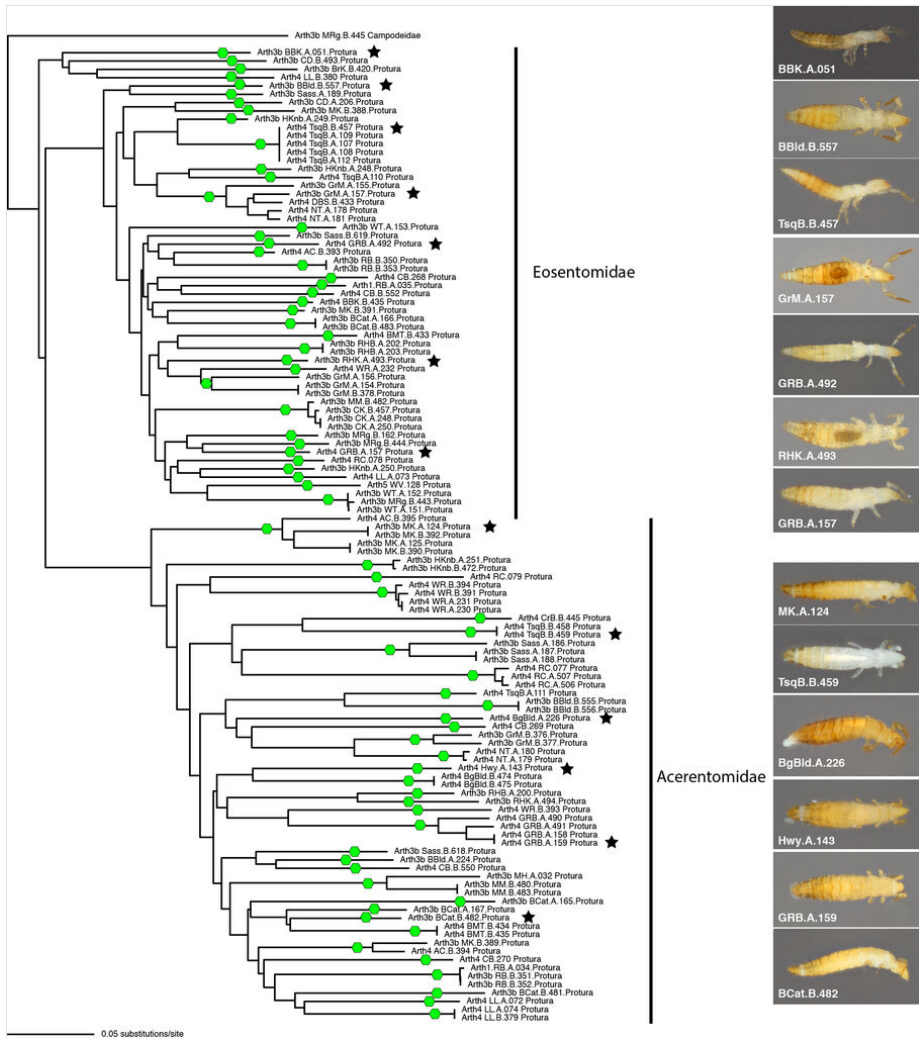 Arth3b MRg.B.445 Campodeidae
Arth3b BBK.A.051.Protura
Arth3b CD.B.493.Protura
Arth3b BrK.B.420.Protura
Arth4 LL.B.380 Protura
Arth3b BBld.B.557.Protura
Arth3b Sass.A.189.Protura
Arth3b CD.A.206.Protura
Arth3b MK.B.388.Protura
Arth3b HKnb.A.249.Protura
Arth4 TsqB.B.457 Protura
Arth4 TsqB.A.109 Protura
Arth4 TsqB.A.107 Protura
Arth4 TsqB.A.108 Protura
Arth4 TsqB.A.112 Protura
Arth3b HKnb.A.248.Protura
Arth4 TsqB.A.110 Protura
Arth3b GrM.A.155.Protura
Arth3b GrM.A.157.Protura
Arth4 DBS.B.433 Protura
Arth4 NT.A.178 Protura
Arth4 NT.A.181 Protura
Arth3b WT.A.153.Protura
Arth3b Sass.B.619.Protura
Arth4 GRB.A.492 Protura
Arth4 AC.B.393 Protura
Arth3b RB.B.350.Protura
Arth3b RB.B.353.Protura
Arth4 CB.268 Protura
Arth1.RB.A.035.Protura
Arth4 CB.B.552 Protura
Arth4 BBK.B.435 Protura
Arth3b MK.B.391.Protura
Arth3b BCat.A.166.Protura
Arth3b BCat.B.483.Protura
Arth4 BMT.B.433 Protura
Arth3b RHB.A.202.Protura
Arth3b RHB.A.203.Protura
Arth3b RHK.A.493.Protura
Arth4 WR.A.232 Protura
Arth3b GrM.A.156.Protura
Arth3b GrM.A.154.Protura
Arth3b GrM.B.378.Protura
Arth3b MM.B.482.Protura
Arth3b CK.B.457.Protura
Arth3b CK.A.248.Protura
Arth3b CK.A.250.Protura
Arth3b MRg.B.162.Protura
Arth3b MRg.B.444.Protura
Arth4 GRB.A.157 Protura
Arth4 RC.078 Protura
Arth3b HKnb.A.250.Protura
Arth4 LL.A.073 Protura
Arth5 WV.128 Protura
Arth3b WT.A.152.Protura
Arth3b MRg.B.443.Protura
Arth3b WT.A.151.Protura
Arth4 AC.B.395 Protura
Arth3b MK.A.124.Protura
Arth3b MK.B.392.Protura
Arth3b MK.A.125.Protura
Arth3b MK.B.390.Protura
Arth3b HKnb.A.251.Protura
Arth3b HKnb.B.472.Protura
Arth4 RC.079 Protura
Arth4 WR.B.394 Protura
Arth4 WR.B.391 Protura
Arth4 WR.A.231 Protura
Arth4 WR.A.230 Protura
Arth4 CrB.B.445 Protura
Arth4 TsqB.B.458 Protura
Arth4 TsqB.B.459 Protura
Arth3b Sass.A.186.Protura
Arth3b Sass.A.187.Protura
Arth3b Sass.A.188.Protura
Arth4 RC.077 Protura
Arth4 RC.A.507 Protura
Arth4 RC.A.506 Protura
Arth4 TsqB.A.111 Protura
Arth3b BBld.B.555.Protura
Arth3b BBld.B.556.Protura
Arth4 BgBld.A.226 Protura
Arth4 CB.269 Protura
Arth3b GrM.B.376.Protura
Arth3b GrM.B.377.Protura
Arth4 NT.A.180 Protura
Arth4 NT.A.179 Protura
Arth4 Hwy.A.143 Protura
Arth4 BgBld.B.474 Protura
Arth4 BgBld.B.475 Protura
Arth3b RHB.A.200.Protura
Arth3b RHK.A.494.Protura
Arth4 WR.B.393 Protura
Arth4 GRB.A.490 Protura
Arth4 GRB.A.491 Protura
Arth4 GRB.A.158 Protura
Arth4 GRB.A.159 Protura
Arth3b Sass.B.618.Protura
Arth3b BBld.A.224.Protura
Arth4 CB.B.550 Protura
Arth3b MH.A.032 Protura
Arth3b MM.B.480.Protura
Arth3b MM.B.483.Protura
Arth3b BCat.A.165.Protura
Arth3b BCat.A.167.Protura
Arth3b BCat.B.482.Protura
Arth4 BMT.B.434 Protura
Arth4 BMT.B.435 Protura
Arth3b MK.B.389.Protura
Arth4 AC.B.394 Protura
Arth4 CB.270 Protura
Arth1.RB.A.034.Protura
Arth3b RB.B.351.Protura
Arth3b RB.B.352.Protura
Arth3b BCat.B.481.Protura
Arth4 LL.A.072 Protura
Arth4 LL.A.074 Protura
Arth4 LL.B.379 Protura
0.05 substitutions/site
Eosentomidae
Acerentomidae
BBK.A.051
BBld.B.557
TsqB.B.457
GrM.A.157
GRB.A.492
RHK.A.493
GRB.A.157
MK.A.124
TsqB.B.459
BgBld.A.226
Hwy.A.143
GRB.A.159
BCat.B.482